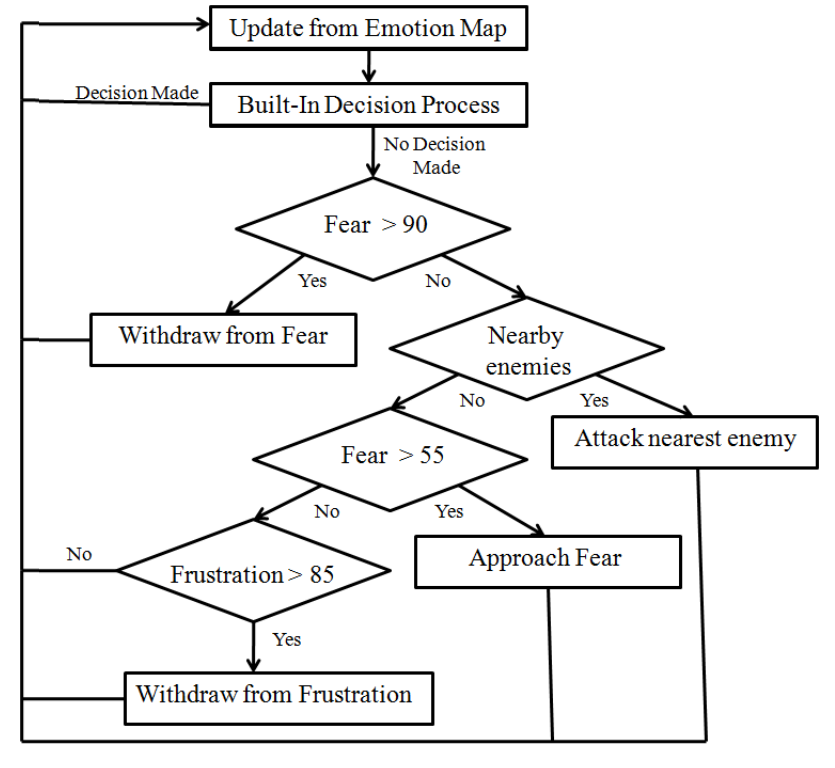 Update from Emotion Map
Decision Made
Built-In Decision Process
No Decision
Made
Fear > 90
Yes
No
Withdraw from Fear
Nearby
enemies
No
Yes
Attack nearest enemy
Fear > 55
No
Yes
No
Approach Fear
Frustration > 85
Yes
Withdraw from Frustration